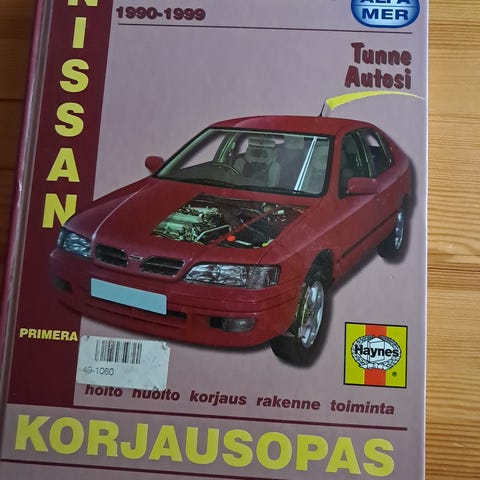 NISSAN
1990-1999
ALFA
MER
Tunne
Autosi
PRIMERA
49-1060
Haynes
hoito huolto korjaus rakenne toiminta
KORJAUSOPAS